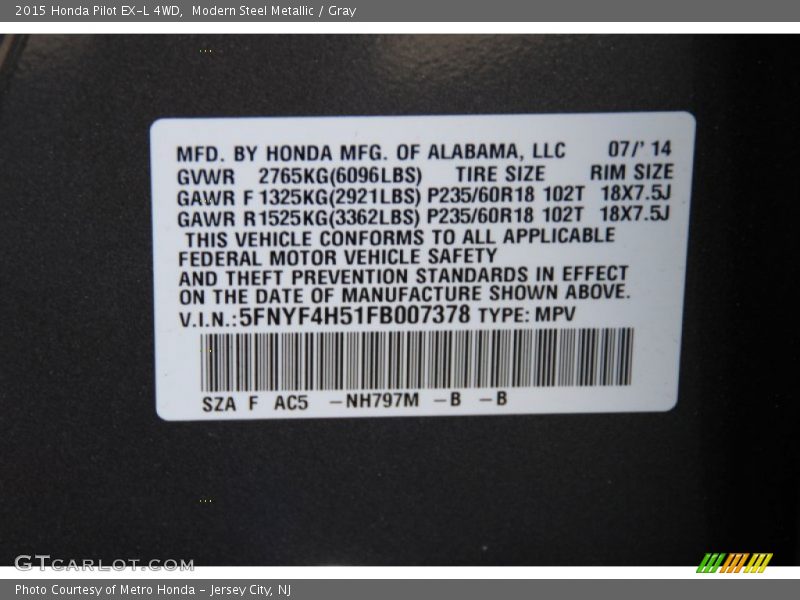 2015 Honda Pilot EX-L 4WD,  Modern Steel Metallic / Gray
MFD. BY HONDA MFG. OF ALABAMA, LLC 07/' 14
GVWR 2765KG(6096LBS) TIRE SIZE RIM SIZE
GAWR F 1325KG(2921LBS) P235/60R18 102T 18X7.5J
GAWR R1525KG(3362LBS) P235/60R18 102T 18X7.5J
THIS VEHICLE CONFORMS TO ALL APPLICABLE
FEDERAL MOTOR VEHICLE SAFETY
AND THEFT PREVENTION STANDARDS IN EFFECT
ON THE DATE OF MANUFACTURE SHOWN ABOVE.
V.I.N.:5FNYF4H51FB007378 TYPE: MPV
SZA F AC5 -NH797M -B -B
GTCARLOT.COM
Photo Courtesy of Metro Honda - Jersey City, NJ